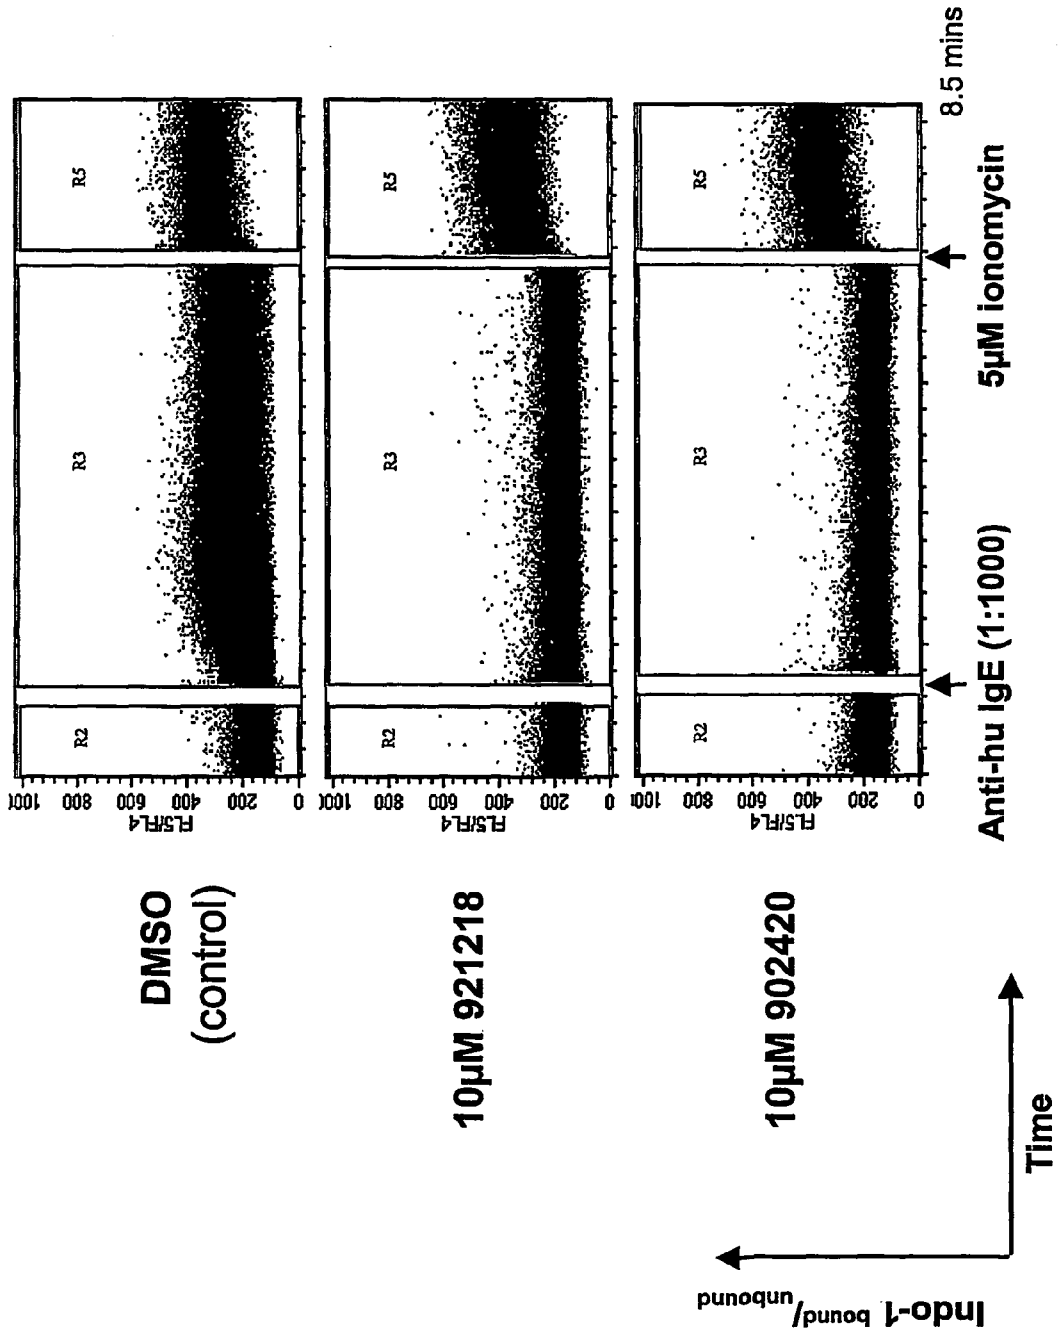 DMSO
(control)
FL5/FL4
1000
800
600
400
200
0
R2
R3
R5
10µM 921218
FL5/FL4
1000
800
600
400
200
0
R2
R3
R5
10µM 902420
FL5/FL4
100
800
600
400
200
0
R2
R3
R5
8.5 mins
Anti-hu IgE (1:1000)
5µM ionomycin
Indo-1 bound/unbound
Time